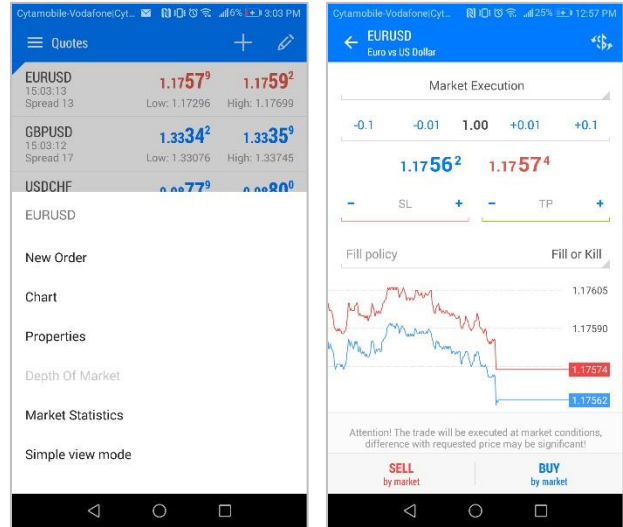 Cytamobile-Vodafone|Cyt... 6% 3:03 PM
Quotes
EURUSD
15:03:13
Spread 13
1.17579
1.17592
Low: 1.17296
High: 1.17699
GBPUSD
15:03:12
Spread 17
1.33342
1.33359
Low: 1.33076
High: 1.33745
USDCHF
EURUSD
New Order
Chart
Properties
Depth Of Market
Market Statistics
Simple view mode
Cytamobile-Vodafone|Cyt... 25% 12:57 PM
EURUSD
Euro vs US Dollar
Market Execution
-0.1 -0.01 1.00 +0.01 +0.1
1.17562 1.17574
- SL + - TP +
Fill policy Fill or Kill
1.17605
1.17590
1.17574
1.17562
Attention! The trade will be executed at market conditions,
difference with requested price may be significant!
SELL
by market
BUY
by market